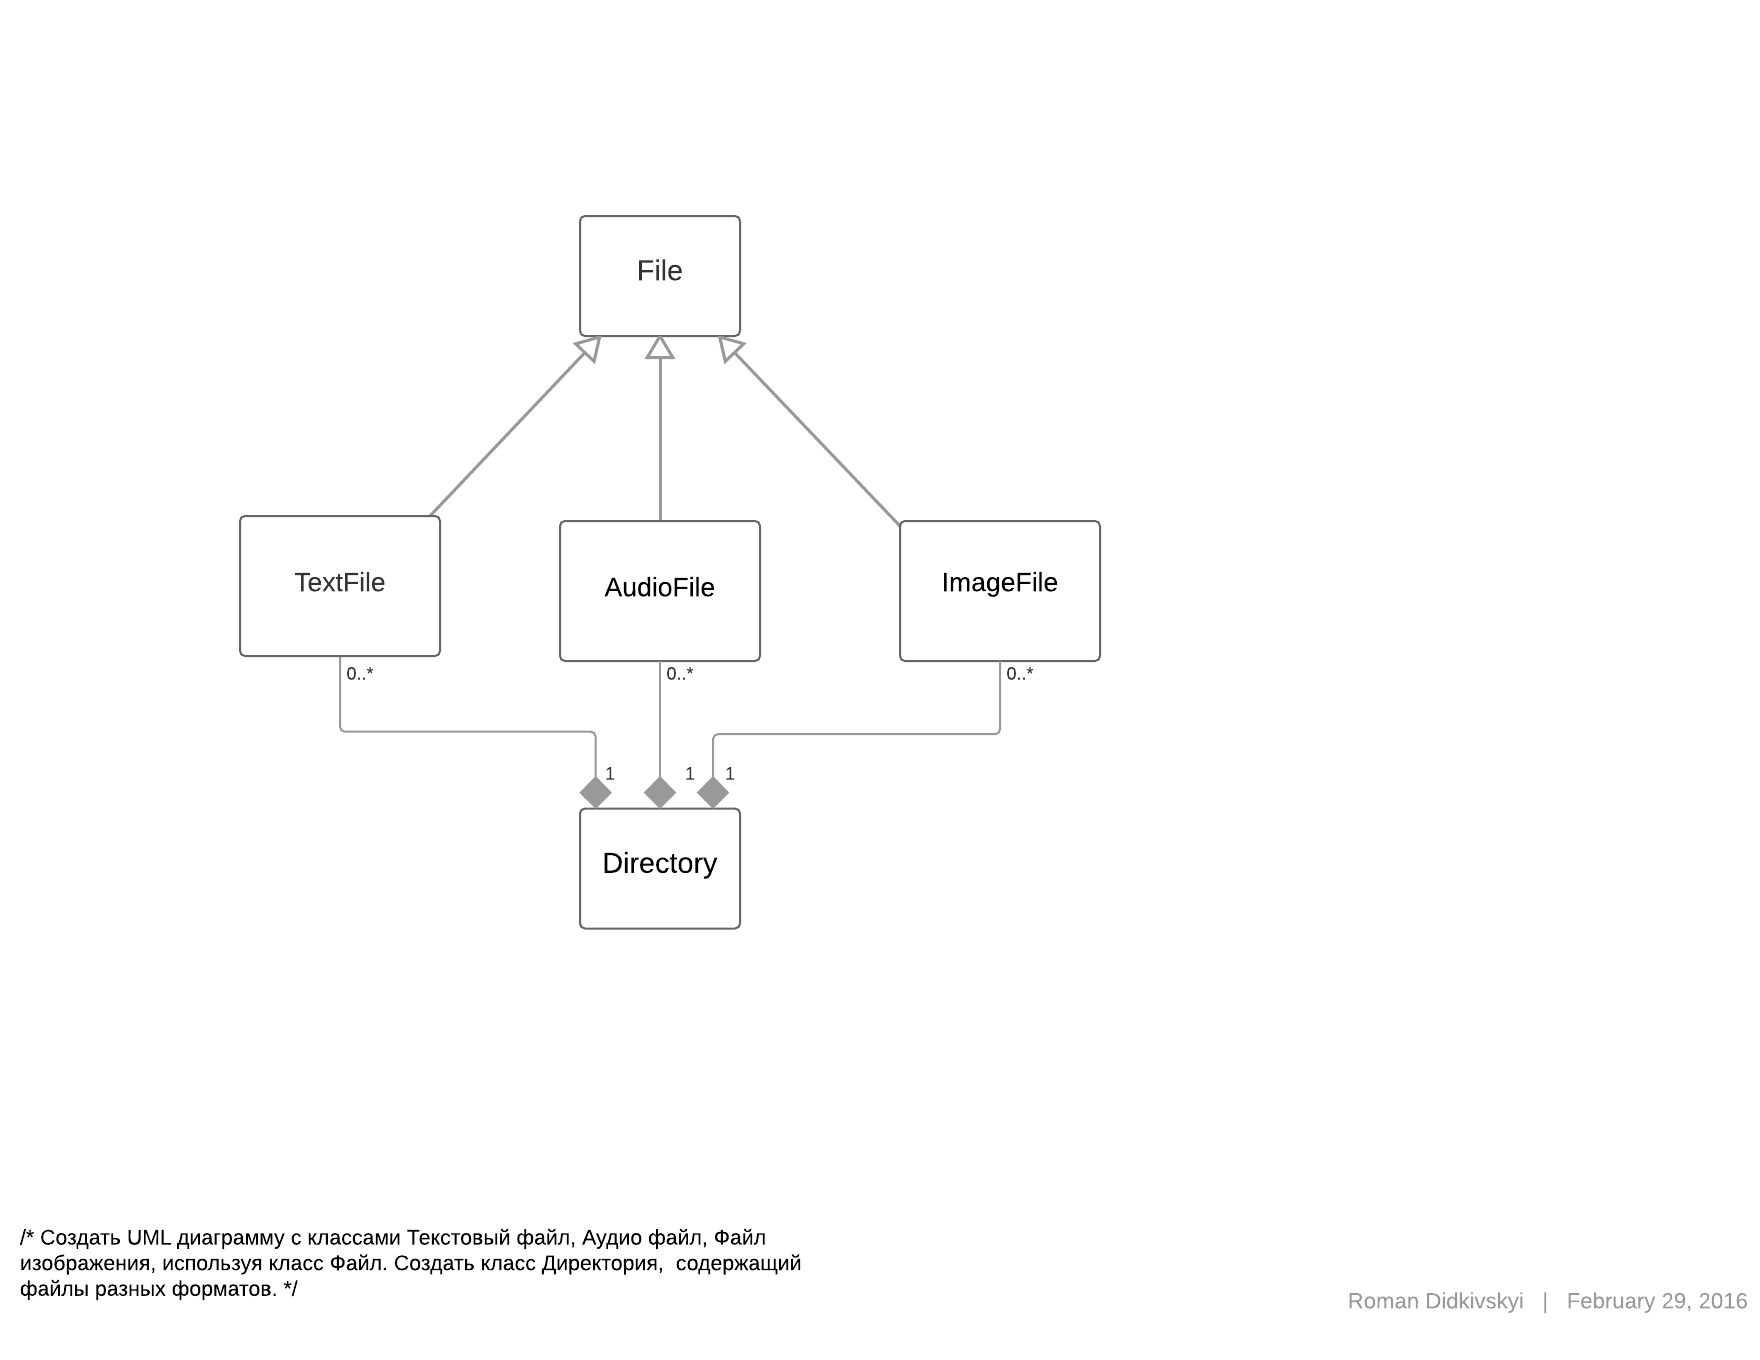 File
TextFile
AudioFile
ImageFile
0..*
0..*
0..*
1
1
1
Directory
/* Создать UML диаграмму с классами Текстовый файл, Аудио файл, Файл
изображения, используя класс Файл. Создать класс Директория,  содержащий
файлы разных форматов. */
Roman Didkivskyi | February 29, 2016